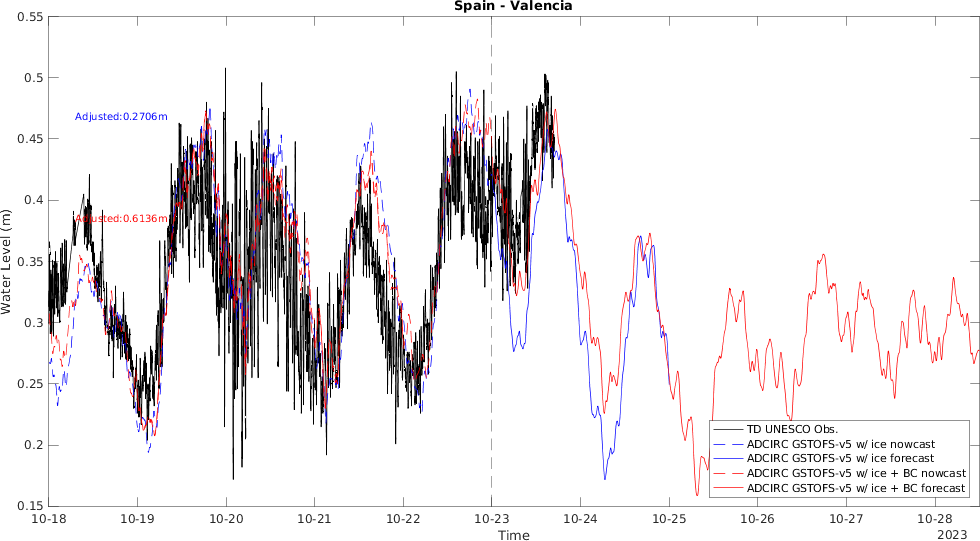 Spain - Valencia
0.55
0.5
0.45
0.4
0.35
0.3
0.25
0.2
0.15
Water Level (m)
Adjusted:0.2706m
Adjusted:0.6136m
TD UNESCO Obs.
ADCIRC GSTOFS-v5 w/ ice nowcast
ADCIRC GSTOFS-v5 w/ ice forecast
ADCIRC GSTOFS-v5 w/ ice + BC nowcast
ADCIRC GSTOFS-v5 w/ ice + BC forecast
10-18 10-19 10-20 10-21 10-22 10-23 10-24 10-25 10-26 10-27 10-28
Time
2023